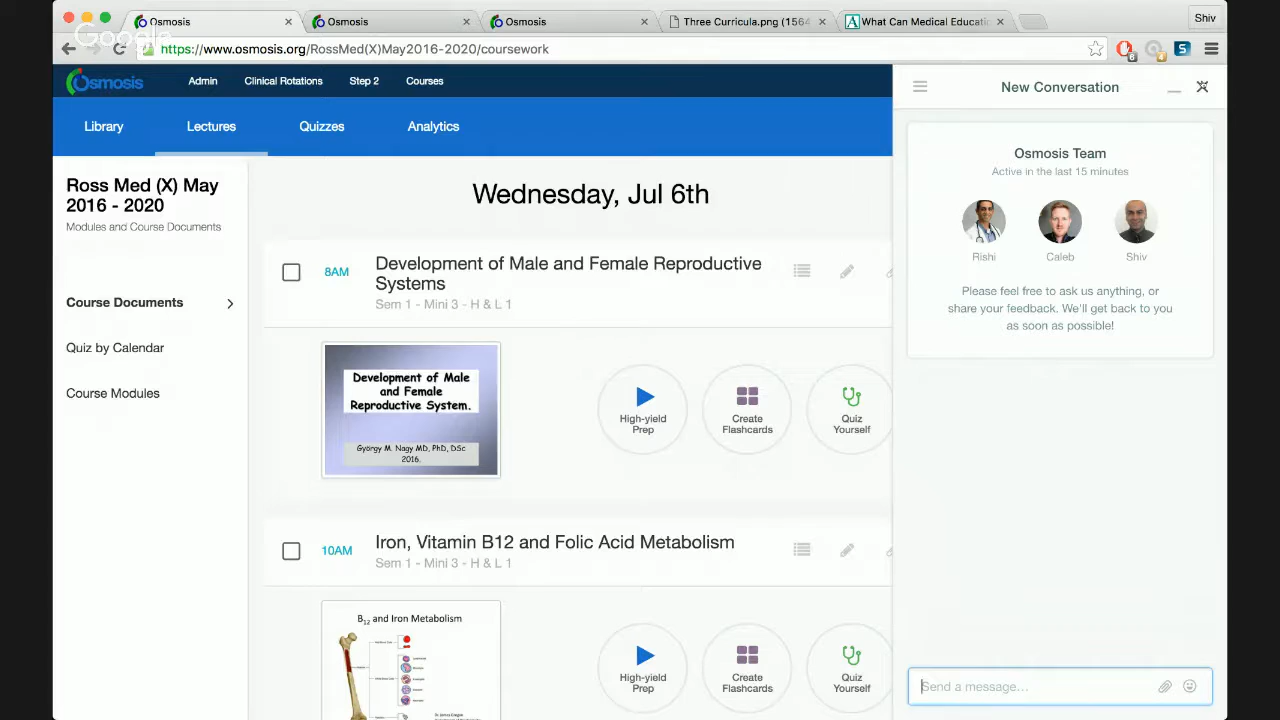 Osmosis
Osmosis
Osmosis
Three Curricula.png (1564
What Can Medical Educati
Shiv
Google
https://www.osmosis.org/RossMed(X)May2016-2020/coursework
6
4
S
Osmosis
Admin
Clinical Rotations
Step 2
Courses
New Conversation
Library
Lectures
Quizzes
Analytics
Ross Med (X) May
2016 - 2020
Modules and Course Documents
Course Documents
Quiz by Calendar
Course Modules
Wednesday, Jul 6th
8AM
Development of Male and Female Reproductive
Systems
Sem 1 - Mini 3 - H & L 1
Development of Male
and Female
Reproductive System.
György M. Nagy MD, PhD, DSc
2016.
High-yield
Prep
Create
Flashcards
Quiz
Yourself
10AM
Iron, Vitamin B12 and Folic Acid Metabolism
Sem 1 - Mini 3 - H & L 1
B12 and Iron Metabolism
High-yield
Prep
Create
Flashcards
Quiz
Yourself
Osmosis Team
Active in the last 15 minutes
Rishi
Caleb
Shiv
Please feel free to ask us anything, or
share your feedback. We'll get back to you
as soon as possible!
Send a message...